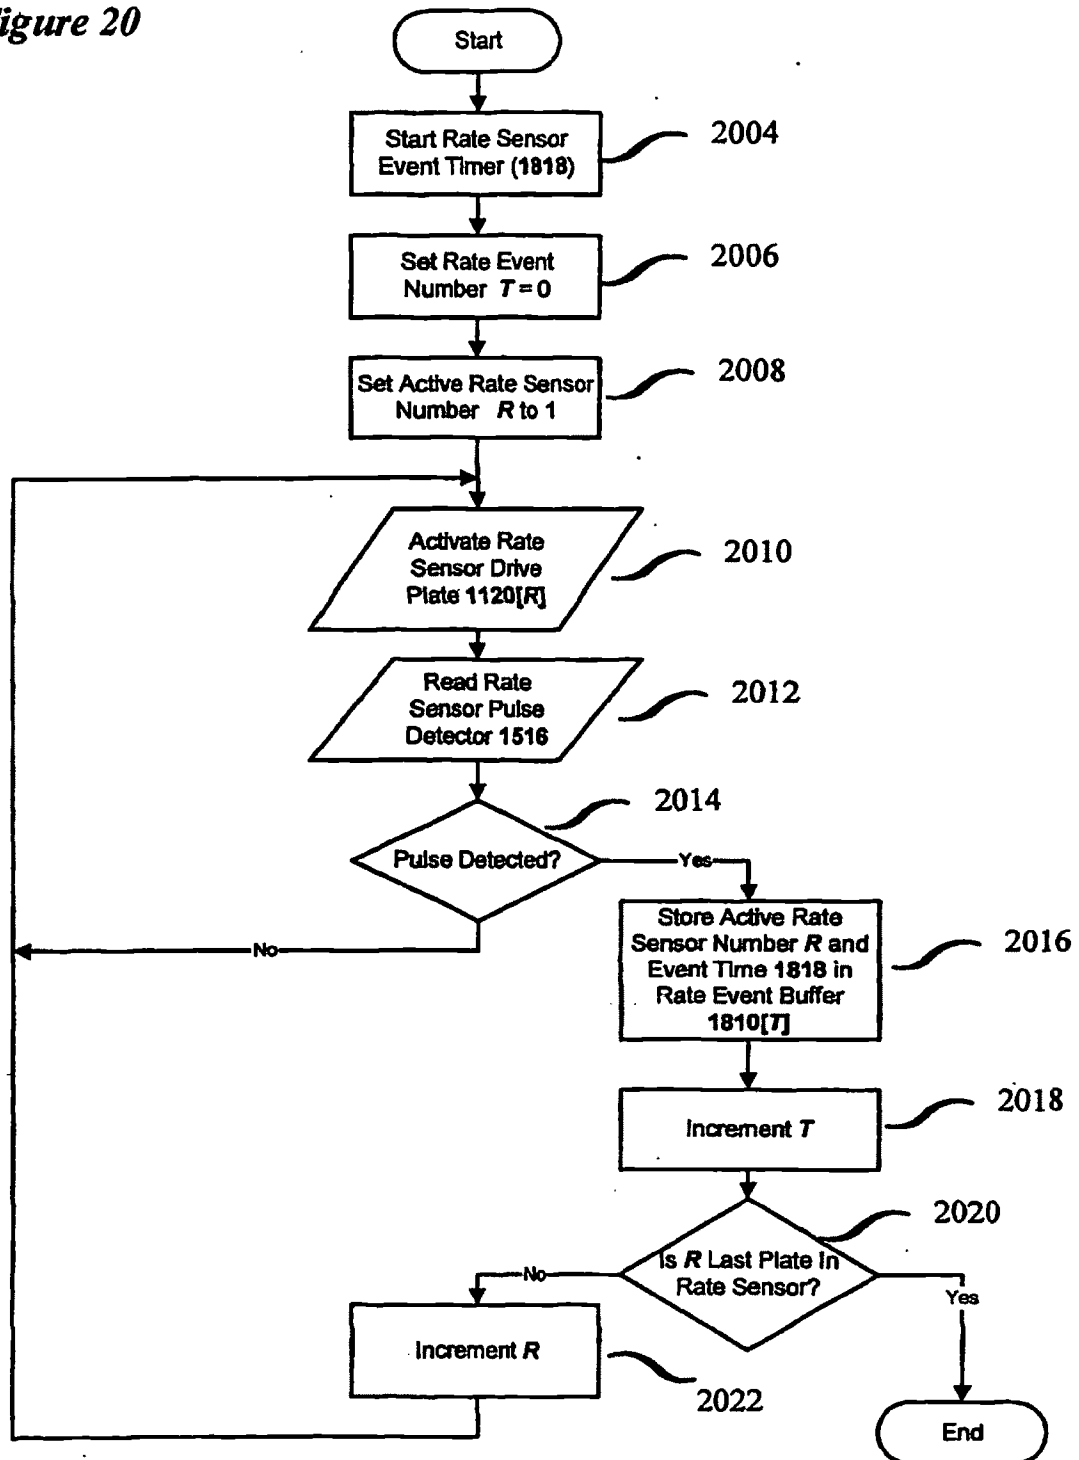 igure 20
Start
Start Rate Sensor
Event Timer (1818)
2004
Set Rate Event
Number T = 0
2006
Set Active Rate Sensor
Number R to 1
2008
Activate Rate
Sensor Drive
Plate 1120[R]
2010
Read Rate
Sensor Pulse
Detector 1516
2012
2014
Pulse Detected?
Yes
No
Store Active Rate
Sensor Number R and
Event Time 1818 in
Rate Event Buffer
1810[T]
2016
Increment T
2018
2020
Is R Last Plate in
Rate Sensor?
No
Yes
Increment R
2022
End